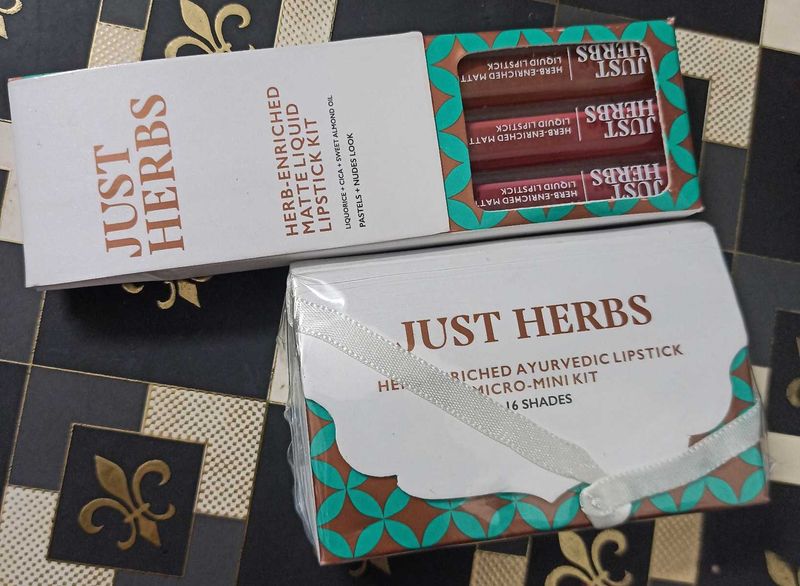 JUST
HERBS
HERB-ENRICHED
MATTE LIQUID
LIPSTICK KIT
LIQUORICE + CICA + SWEET ALMOND OIL
PASTELS + NUDES LOOK
JUST
HERBS
HERB-ENRICHED MATT
LIQUID LIPSTICK
JUST
HERBS
HERB-ENRICHED MATT
LIQUID LIPSTICK
JUST
HERBS
HERB-ENRICHED MATT
LIQUID LIPSTICK
JUST HERBS
RICHED AYURVEDIC LIPSTICK
MICRO-MINI KIT
16 SHADES